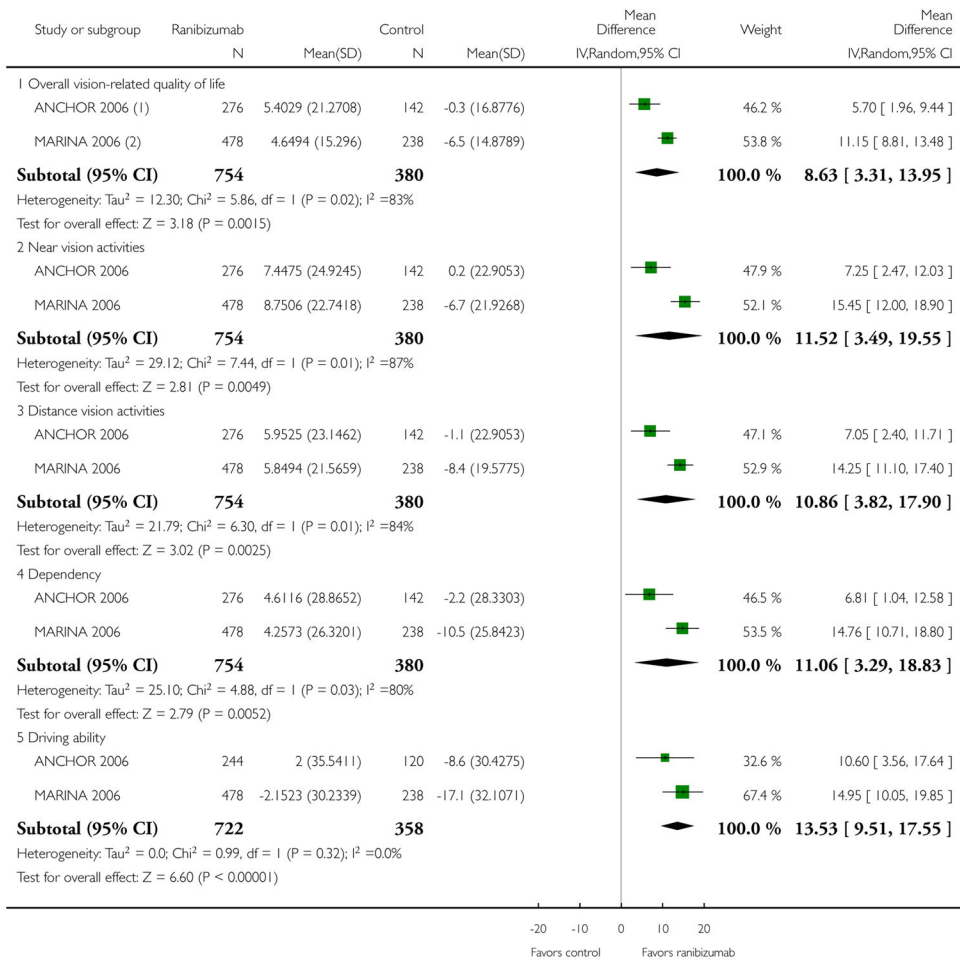 Study or subgroup Ranibizumab Control Mean Difference Weight Mean Difference
N Mean(SD) N Mean(SD) IV,Random,95% CI IV,Random,95% CI
1 Overall vision-related quality of life
ANCHOR 2006 (1) 276 5.4029 (21.2708) 142 -0.3 (16.8776) 46.2 % 5.70 [ 1.96, 9.44 ]
MARINA 2006 (2) 478 4.6494 (15.296) 238 -6.5 (14.8789) 53.8 % 11.15 [ 8.81, 13.48 ]
Subtotal (95% CI) 754 380 100.0 % 8.63 [ 3.31, 13.95 ]
Heterogeneity: Tau² = 12.30; Chi² = 5.86, df = 1 (P = 0.02); I² =83%
Test for overall effect: Z = 3.18 (P = 0.0015)
2 Near vision activities
ANCHOR 2006 276 7.4475 (24.9245) 142 0.2 (22.9053) 47.9 % 7.25 [ 2.47, 12.03 ]
MARINA 2006 478 8.7506 (22.7418) 238 -6.7 (21.9268) 52.1 % 15.45 [ 12.00, 18.90 ]
Subtotal (95% CI) 754 380 100.0 % 11.52 [ 3.49, 19.55 ]
Heterogeneity: Tau² = 29.12; Chi² = 7.44, df = 1 (P = 0.01); I² =87%
Test for overall effect: Z = 2.81 (P = 0.0049)
3 Distance vision activities
ANCHOR 2006 276 5.9525 (23.1462) 142 -1.1 (22.9053) 47.1 % 7.05 [ 2.40, 11.71 ]
MARINA 2006 478 5.8494 (21.5659) 238 -8.4 (19.5775) 52.9 % 14.25 [ 11.10, 17.40 ]
Subtotal (95% CI) 754 380 100.0 % 10.86 [ 3.82, 17.90 ]
Heterogeneity: Tau² = 21.79; Chi² = 6.30, df = 1 (P = 0.01); I² =84%
Test for overall effect: Z = 3.02 (P = 0.0025)
4 Dependency
ANCHOR 2006 276 4.6116 (28.8652) 142 -2.2 (28.3303) 46.5 % 6.81 [ 1.04, 12.58 ]
MARINA 2006 478 4.2573 (26.3201) 238 -10.5 (25.8423) 53.5 % 14.76 [ 10.71, 18.80 ]
Subtotal (95% CI) 754 380 100.0 % 11.06 [ 3.29, 18.83 ]
Heterogeneity: Tau² = 25.10; Chi² = 4.88, df = 1 (P = 0.03); I² =80%
Test for overall effect: Z = 2.79 (P = 0.0052)
5 Driving ability
ANCHOR 2006 244 2 (35.5411) 120 -8.6 (30.4275) 32.6 % 10.60 [ 3.56, 17.64 ]
MARINA 2006 478 -2.1523 (30.2339) 238 -17.1 (32.1071) 67.4 % 14.95 [ 10.05, 19.85 ]
Subtotal (95% CI) 722 358 100.0 % 13.53 [ 9.51, 17.55 ]
Heterogeneity: Tau² = 0.0; Chi² = 0.99, df = 1 (P = 0.32); I² =0.0%
Test for overall effect: Z = 6.60 (P < 0.00001)
-20 -10 0 10 20
Favors control Favors ranibizumab